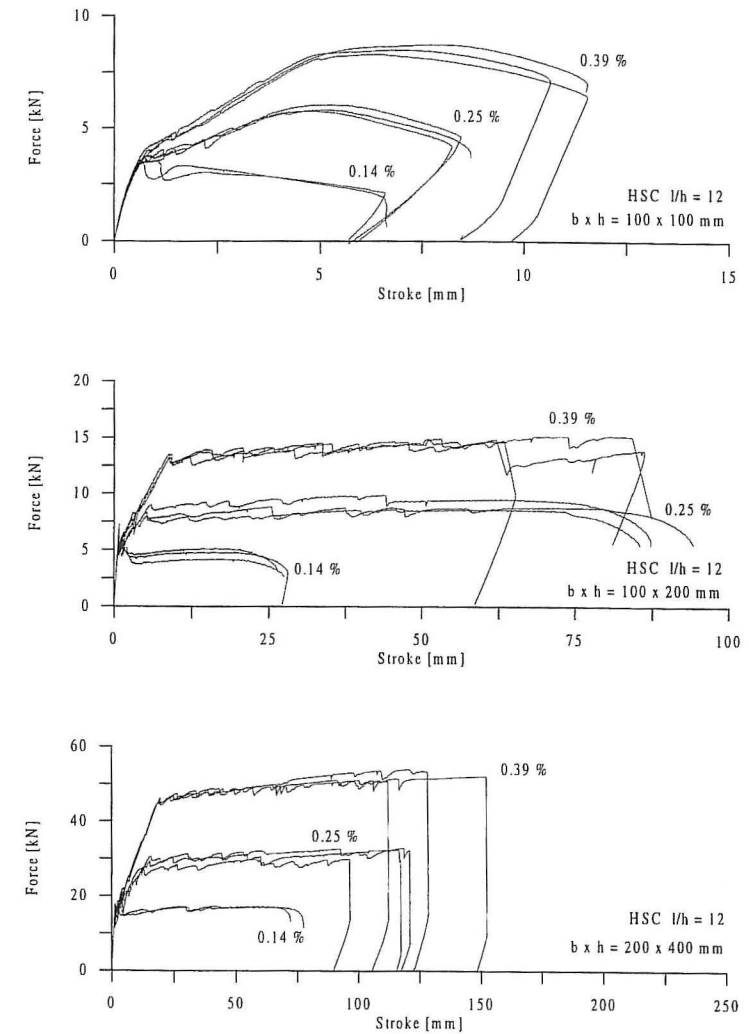 10
5
0
Force [kN]
0.39 %
0.25 %
0.14 %
HSC l/h = 12
b x h = 100 x 100 mm
0 5 10 15
Stroke [mm]
20
15
10
5
0
Force [kN]
0.39 %
0.25 %
0.14 %
HSC l/h = 12
b x h = 100 x 200 mm
0 25 50 75 100
Stroke [mm]
60
40
20
0
Force [kN]
0.39 %
0.25 %
0.14 %
HSC l/h = 12
b x h = 200 x 400 mm
0 50 100 150 200 250
Stroke [mm]